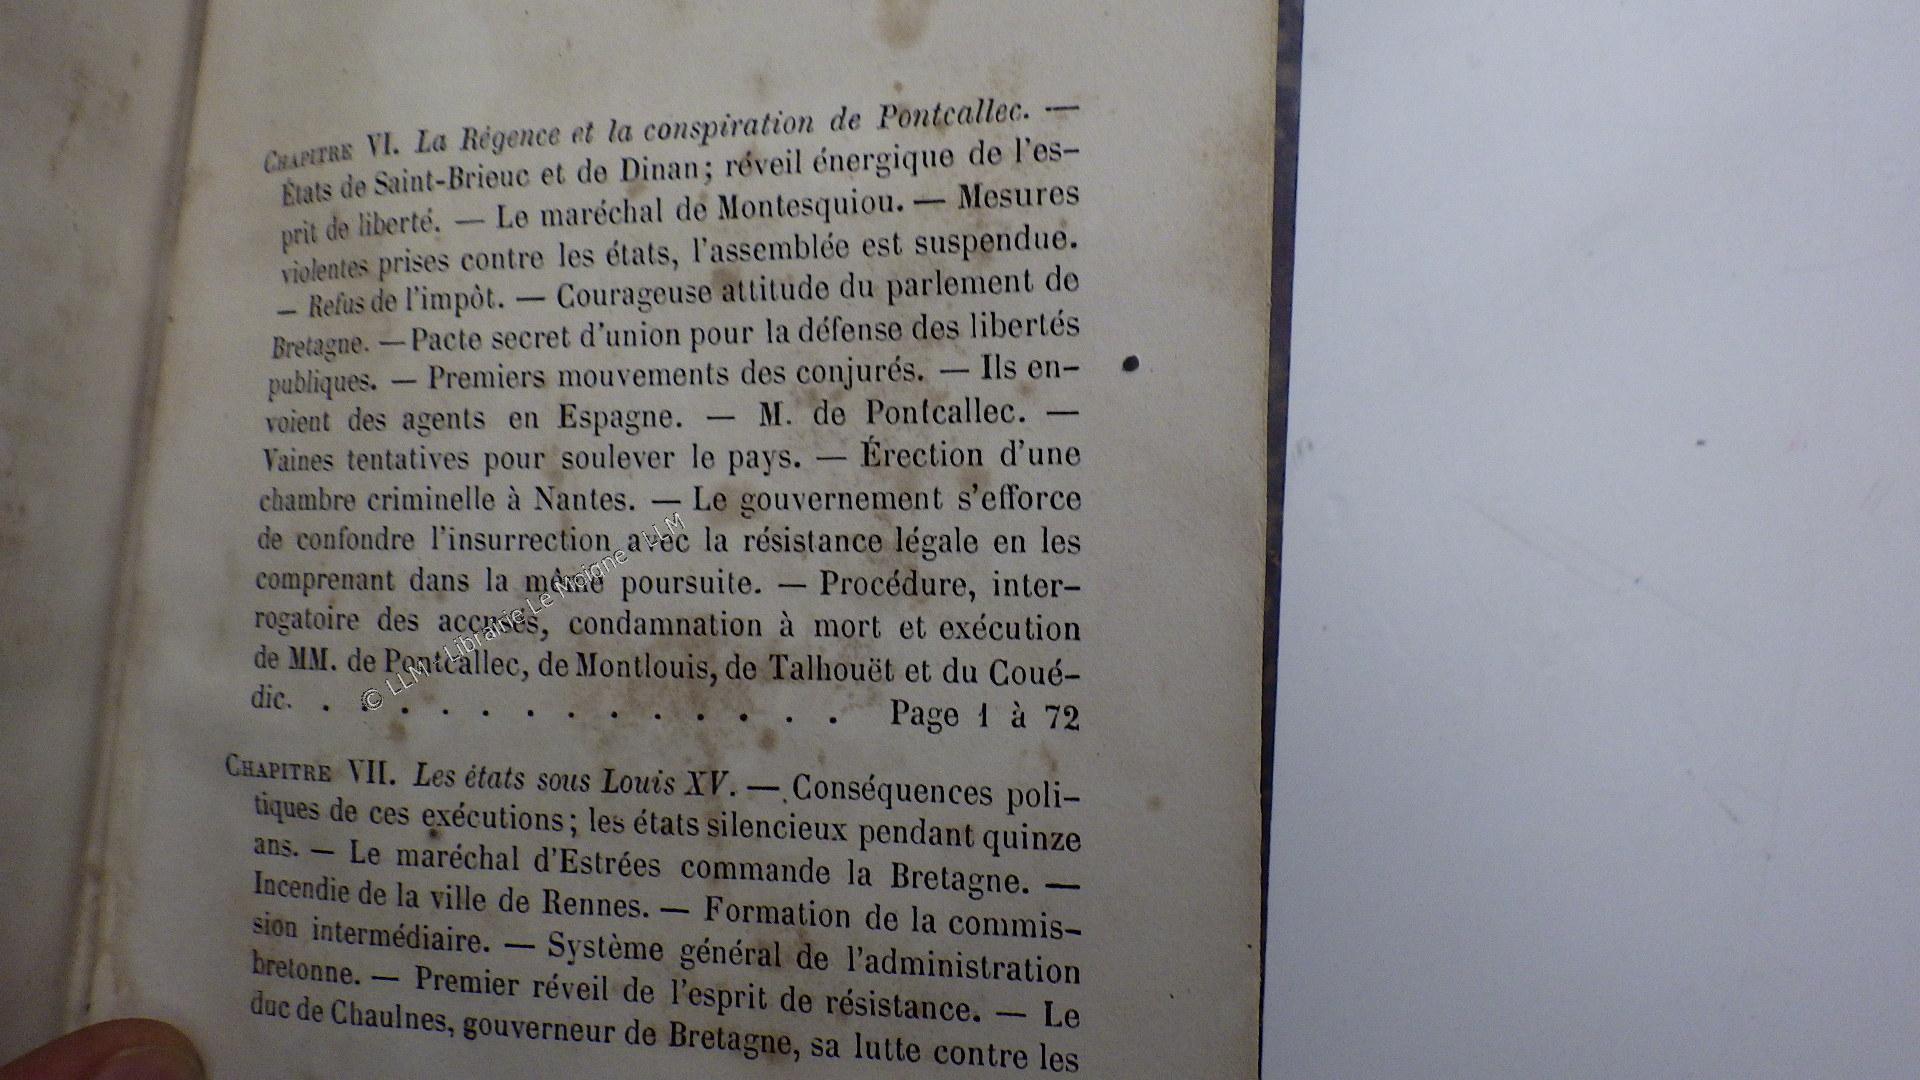 CHAPITRE VI. La Régence et la conspiration de Pontcallec. —
États de Saint-Brieuc et de Dinan; réveil énergique de l'es-
prit de liberté. — Le maréchal de Montesquiou. — Mesures
violentes prises contre les états, l'assemblée est suspendue.
— Refus de l'impôt. — Courageuse attitude du parlement de
Bretagne. — Pacte secret d'union pour la défense des libertés
publiques. — Premiers mouvements des conjurés. — Ils en-
voient des agents en Espagne. — M. de Pontcallec. —
Vaines tentatives pour soulever le pays. — Érection d'une
chambre criminelle à Nantes. — Le gouvernement s'efforce
de confondre l'insurrection avec la résistance légale en les
comprenant dans la même poursuite. — Procédure, inter-
rogatoire des accusés, condamnation à mort et exécution
de MM. de Pontcallec, de Montlouis, de Talhouët et du Coué-
dic. . . . . . . . . . . . . . Page 1 à 72
CHAPITRE VII. Les états sous Louis XV. — Conséquences poli-
tiques de ces exécutions; les états silencieux pendant quinze
ans. — Le maréchal d'Estrées commande la Bretagne. —
Incendie de la ville de Rennes. — Formation de la commis-
sion intermédiaire. — Système général de l'administration
bretonne. — Premier réveil de l'esprit de résistance. — Le
duc de Chaulnes, gouverneur de Bretagne, sa lutte contre les
© LLM - Librairie Le Moigne - LLM